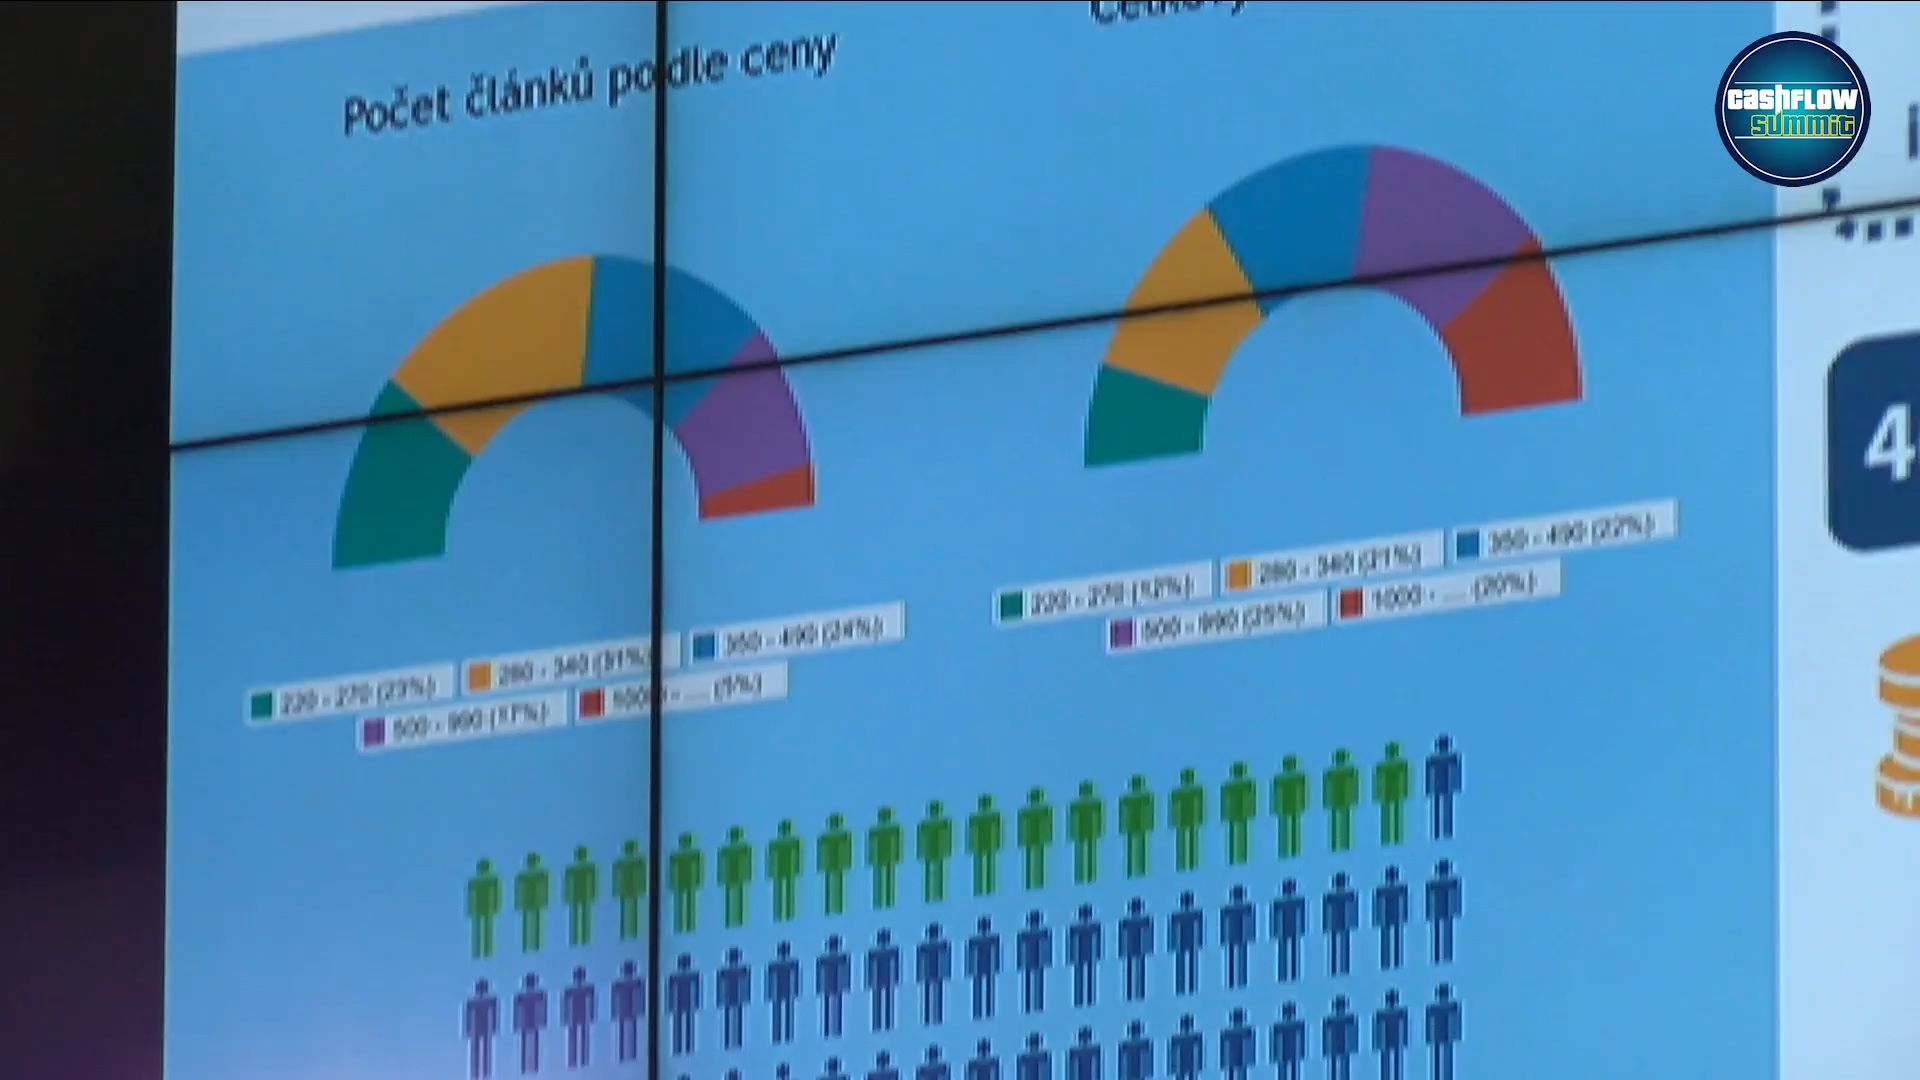 Počet článků podle ceny
CASHFLOW
SUMMIT
4
220 - 270 (12%)
280 - 340 (21%)
350 - 490 (22%)
500 - 990 (25%)
1000 - .... (20%)
220 - 270 (23%)
280 - 340 (31%)
350 - 490 (24%)
500 - 990 (17%)
1000 - .... (5%)